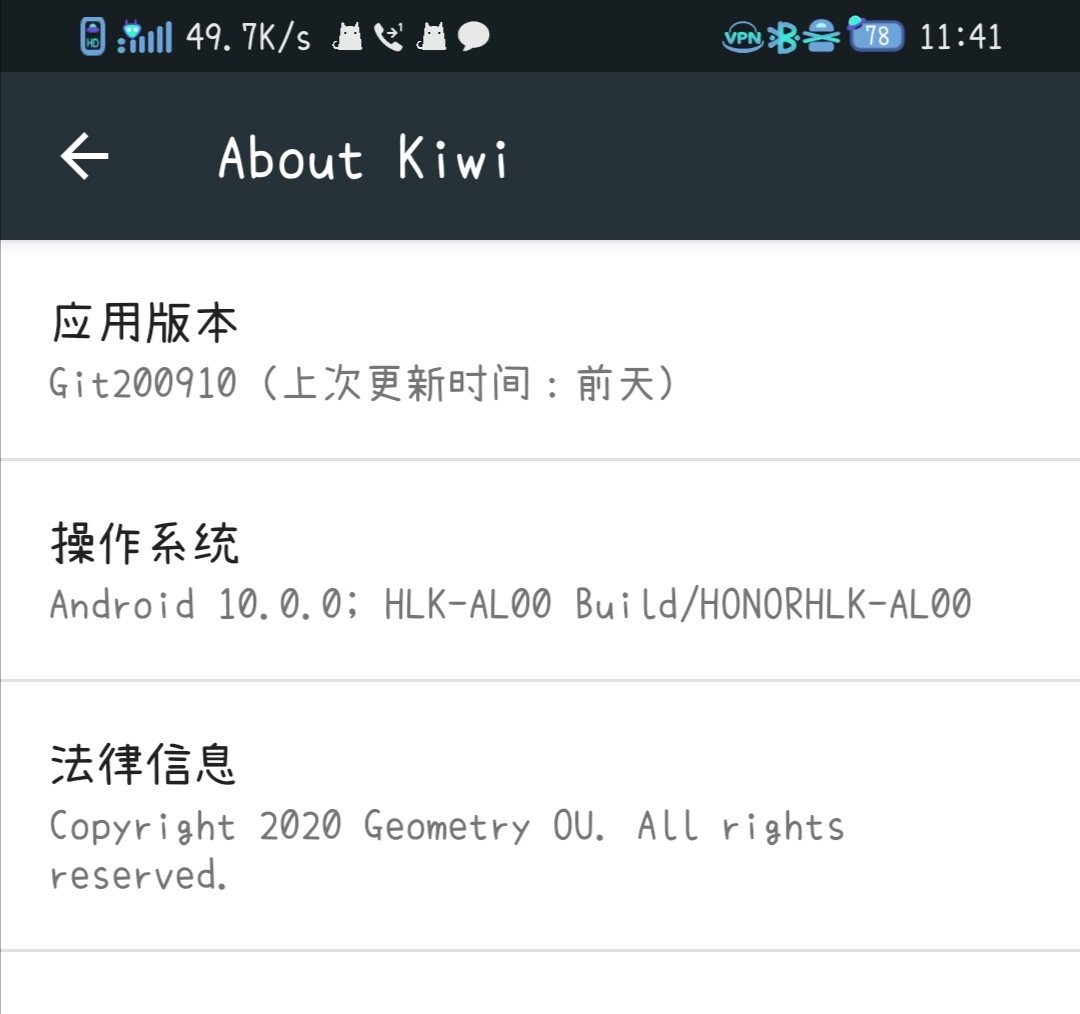 HD 49.7K/s 1 VPN 78 11:41
About Kiwi
应用版本
Git200910（上次更新时间：前天）
操作系统
Android 10.0.0; HLK-AL00 Build/HONORHLK-AL00
法律信息
Copyright 2020 Geometry OU. All rights
reserved.